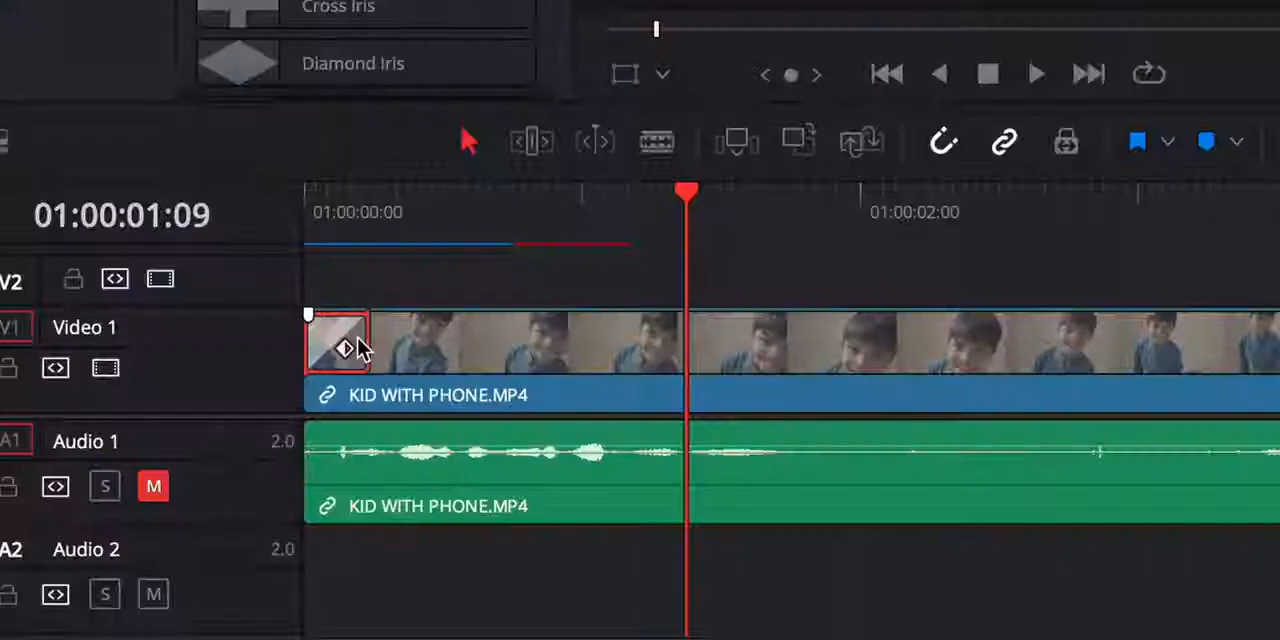 Cross Iris
Diamond Iris
01:00:01:09
01:00:00:00
01:00:02:00
V2
V1
Video 1
KID WITH PHONE.MP4
A1
Audio 1
2.0
S
M
KID WITH PHONE.MP4
A2
Audio 2
2.0
S
M